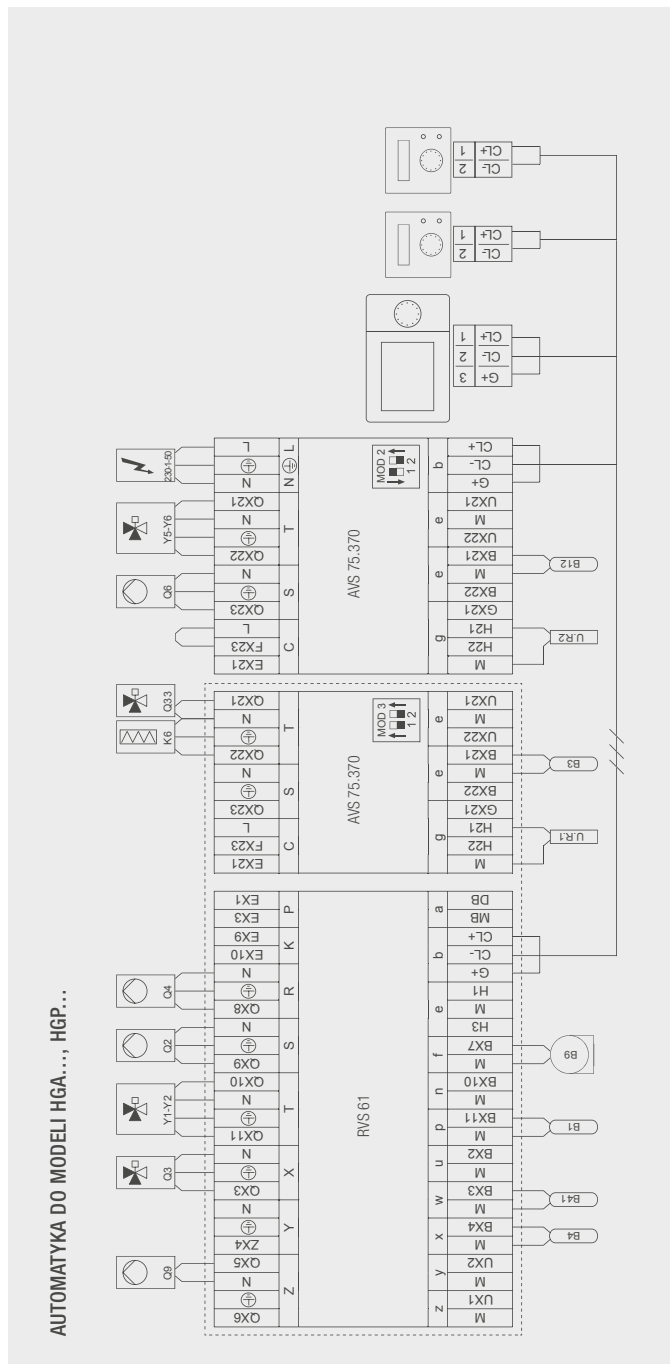 AUTOMATYKA DO MODELI HGA..., HGP...
Q9
Q3
Y1-Y2
Q2
Q4
K6
Q33
Q6
Y5-Y6
230-1-50
QX6
N
QX5
ZX4
N
QX3
N
QX11
N
QX10
QX9
N
QX8
N
EX10
EX9
EX3
EX1
Z
Y
X
T
S
R
K
P
RVS 61
z
y
x
w
u
p
n
f
e
b
a
M
UX1
M
UX2
M
BX4
M
BX3
M
BX2
M
BX11
M
BX10
M
BX7
H3
M
H1
G+
CL-
CL+
MB
DB
B4
B41
B1
B9
EX21
FX23
L
QX23
N
QX22
N
QX21
C
S
T
AVS 75.370
MOD 3
1 2
g
e
e
M
H22
H21
GX21
BX22
M
BX21
UX22
M
UX21
U.R1
B3
EX21
FX23
L
QX23
N
QX22
N
QX21
N
L
C
S
T
N
L
AVS 75.370
MOD 2
1 2
g
e
e
b
M
H22
H21
GX21
BX22
M
BX21
UX22
M
UX21
G+
CL-
CL+
U.R2
B12
3
2
1
G+
CL-
CL+
2
1
CL-
CL+
2
1
CL-
CL+